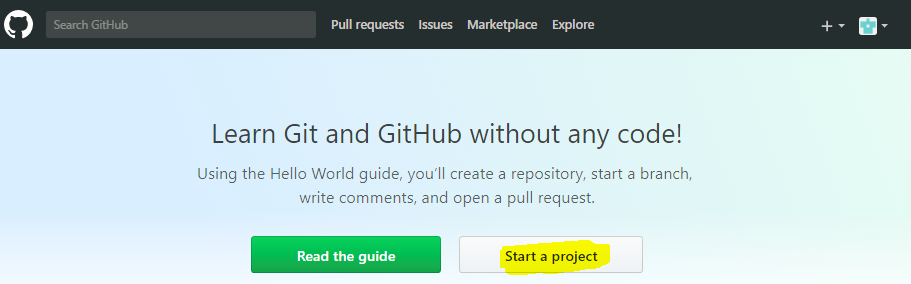 Search GitHub
Pull requests
Issues
Marketplace
Explore
Learn Git and GitHub without any code!
Using the Hello World guide, you’ll create a repository, start a branch,
write comments, and open a pull request.
Read the guide
Start a project